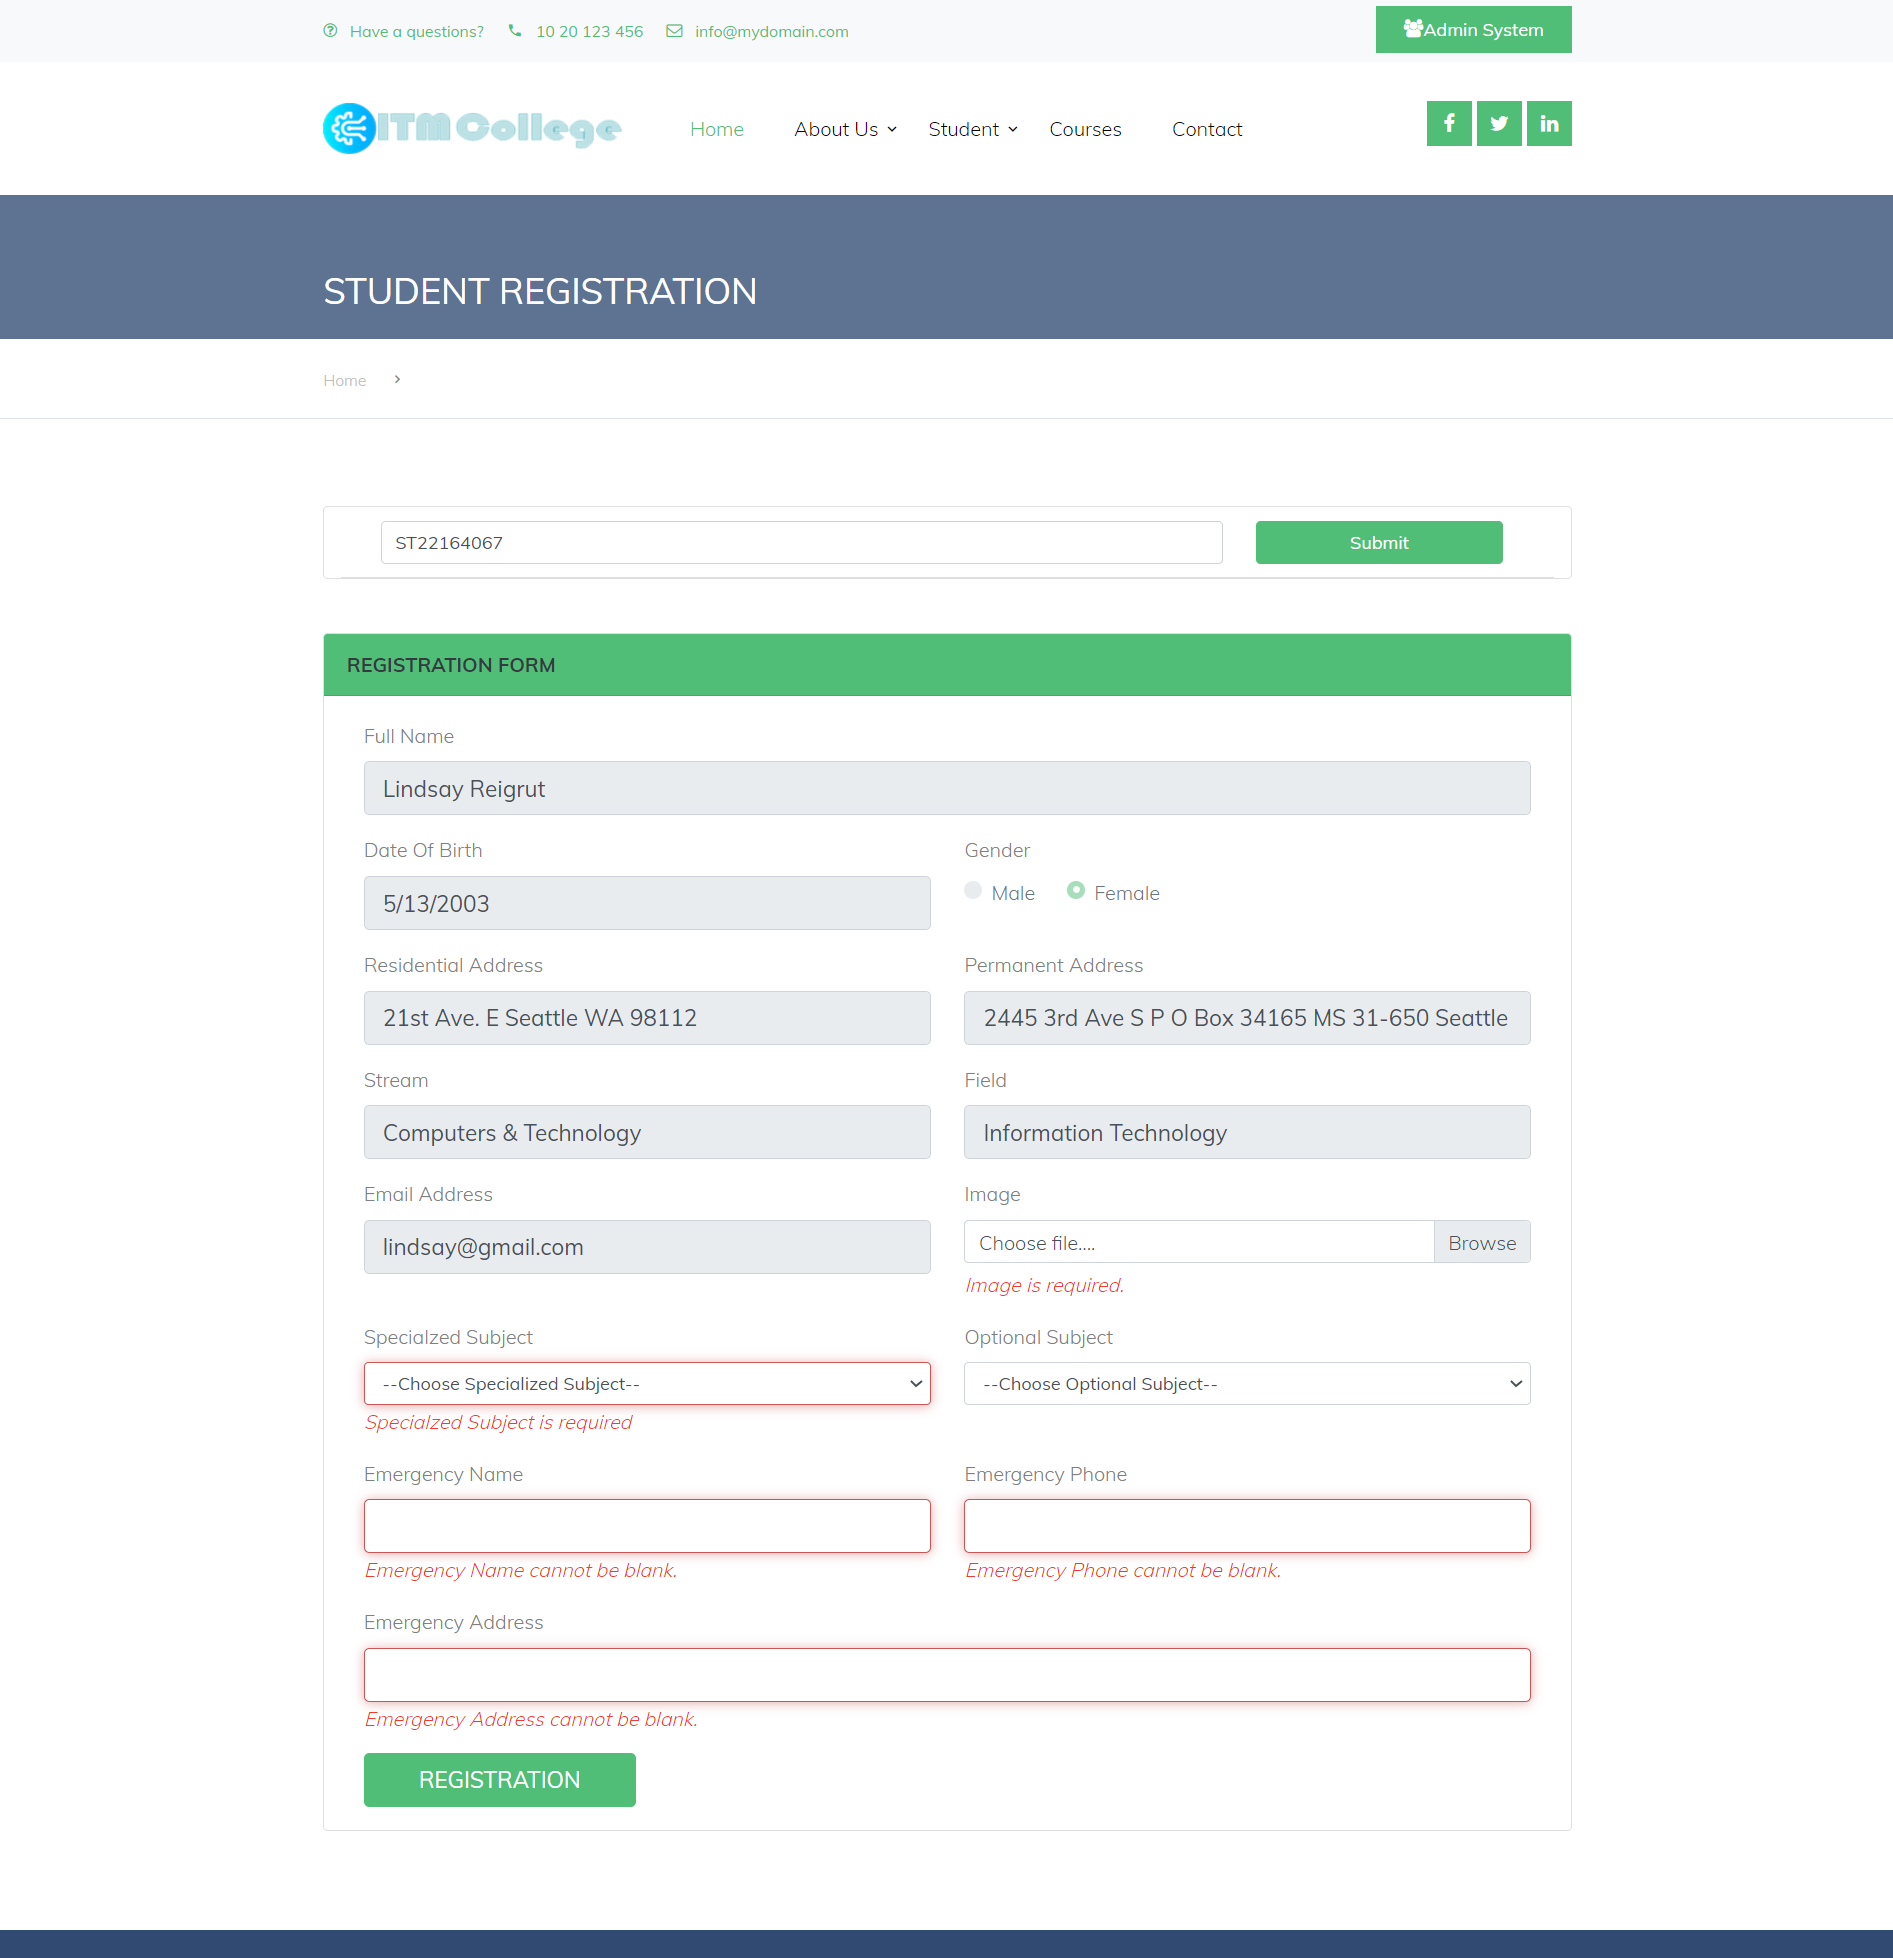 Have a questions? 10 20 123 456 info@mydomain.com Admin System
ITM College Home About Us Student Courses Contact
STUDENT REGISTRATION
Home
ST22164067 Submit
REGISTRATION FORM
Full Name
Lindsay Reigrut
Date Of Birth Gender
5/13/2003 Male Female
Residential Address Permanent Address
21st Ave. E Seattle WA 98112 2445 3rd Ave S P O Box 34165 MS 31-650 Seattle
Stream Field
Computers & Technology Information Technology
Email Address Image
lindsay@gmail.com Choose file.... Browse
Image is required.
Specialzed Subject Optional Subject
--Choose Specialized Subject-- --Choose Optional Subject--
Specialzed Subject is required
Emergency Name Emergency Phone
Emergency Name cannot be blank. Emergency Phone cannot be blank.
Emergency Address
Emergency Address cannot be blank.
REGISTRATION